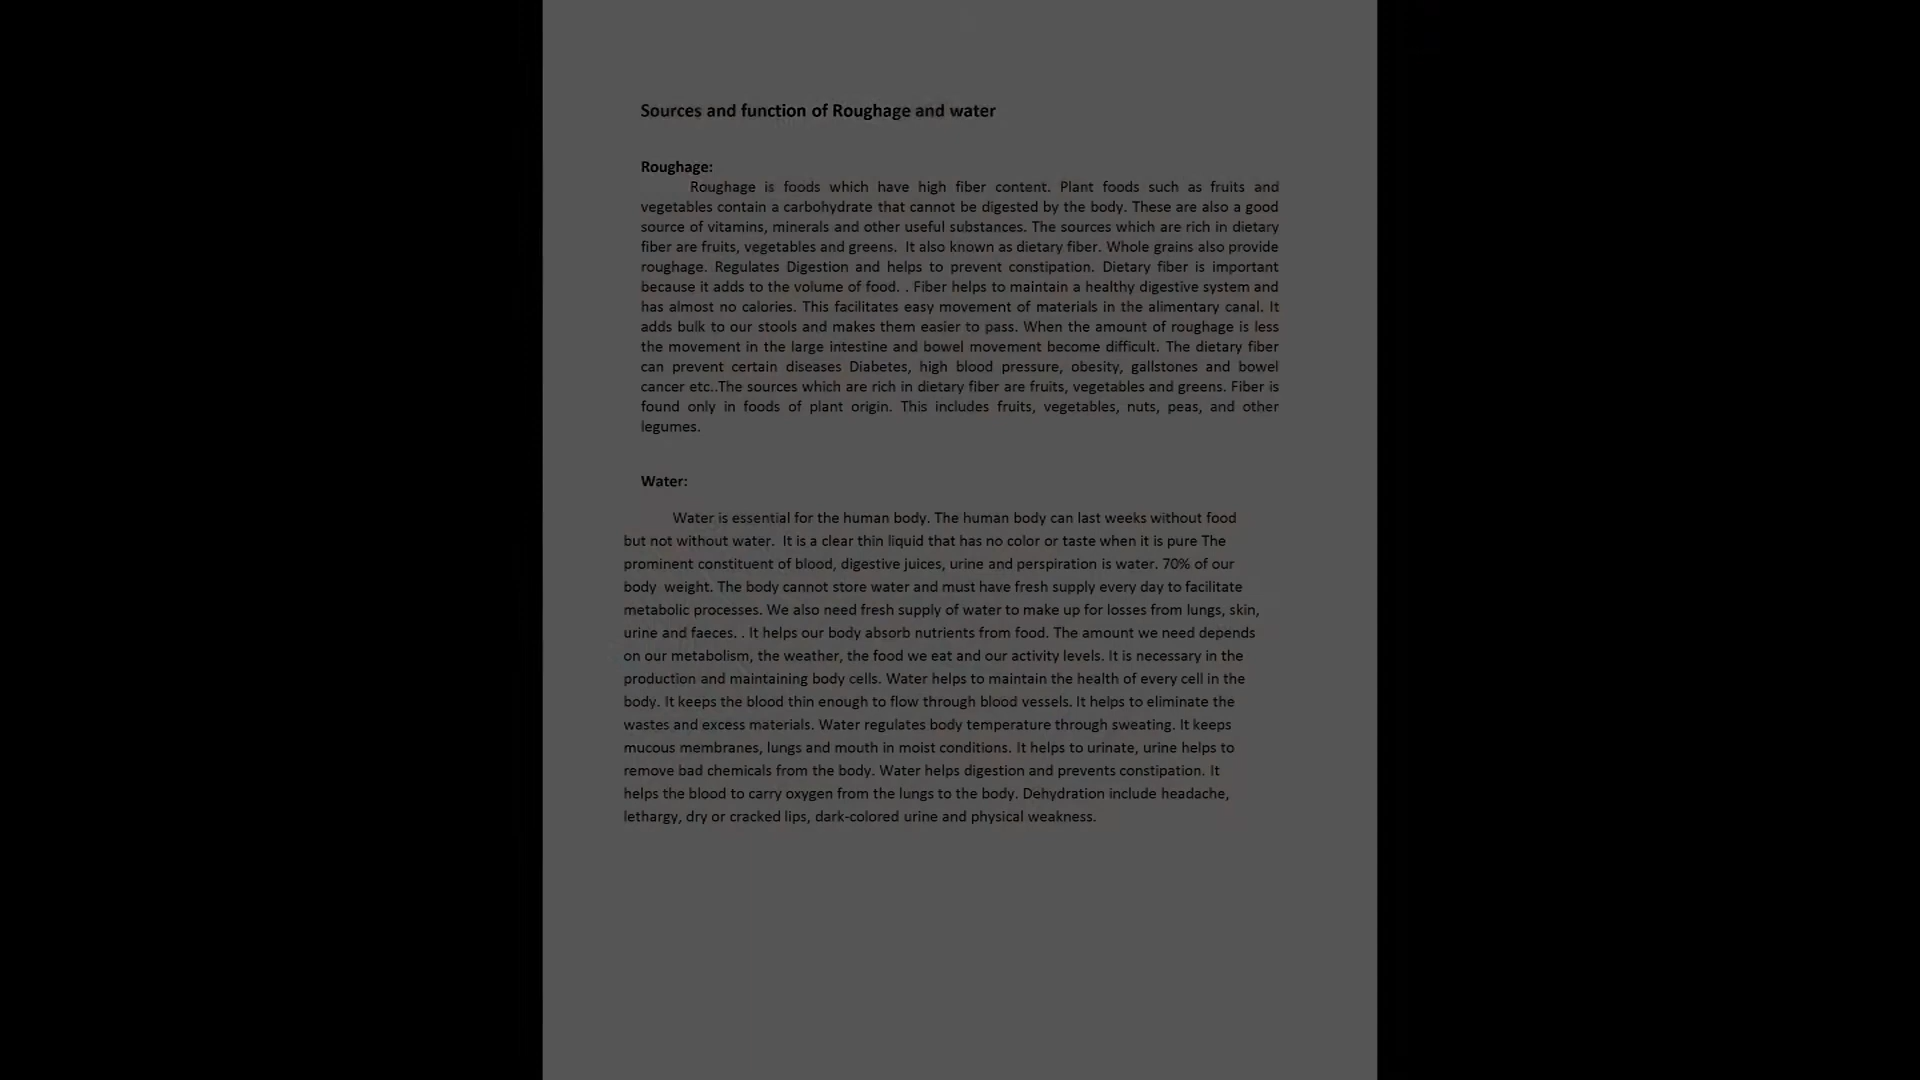 Sources and function of Roughage and water
Roughage:
Roughage is foods which have high fiber content. Plant foods such as fruits and
vegetables contain a carbohydrate that cannot be digested by the body. These are also a good
source of vitamins, minerals and other useful substances. The sources which are rich in dietary
fiber are fruits, vegetables and greens.  It also known as dietary fiber. Whole grains also provide
roughage. Regulates Digestion and helps to prevent constipation. Dietary fiber is important
because it adds to the volume of food. . Fiber helps to maintain a healthy digestive system and
has almost no calories. This facilitates easy movement of materials in the alimentary canal. It
adds bulk to our stools and makes them easier to pass. When the amount of roughage is less
the movement in the large intestine and bowel movement become difficult. The dietary fiber
can prevent certain diseases Diabetes, high blood pressure, obesity, gallstones and bowel
cancer etc..The sources which are rich in dietary fiber are fruits, vegetables and greens. Fiber is
found only in foods of plant origin. This includes fruits, vegetables, nuts, peas, and other
legumes.
Water:
Water is essential for the human body. The human body can last weeks without food
but not without water.  It is a clear thin liquid that has no color or taste when it is pure The
prominent constituent of blood, digestive juices, urine and perspiration is water. 70% of our
body  weight. The body cannot store water and must have fresh supply every day to facilitate
metabolic processes. We also need fresh supply of water to make up for losses from lungs, skin,
urine and faeces. . It helps our body absorb nutrients from food. The amount we need depends
on our metabolism, the weather, the food we eat and our activity levels. It is necessary in the
production and maintaining body cells. Water helps to maintain the health of every cell in the
body. It keeps the blood thin enough to flow through blood vessels. It helps to eliminate the
wastes and excess materials. Water regulates body temperature through sweating. It keeps
mucous membranes, lungs and mouth in moist conditions. It helps to urinate, urine helps to
remove bad chemicals from the body. Water helps digestion and prevents constipation. It
helps the blood to carry oxygen from the lungs to the body. Dehydration include headache,
lethargy, dry or cracked lips, dark-colored urine and physical weakness.